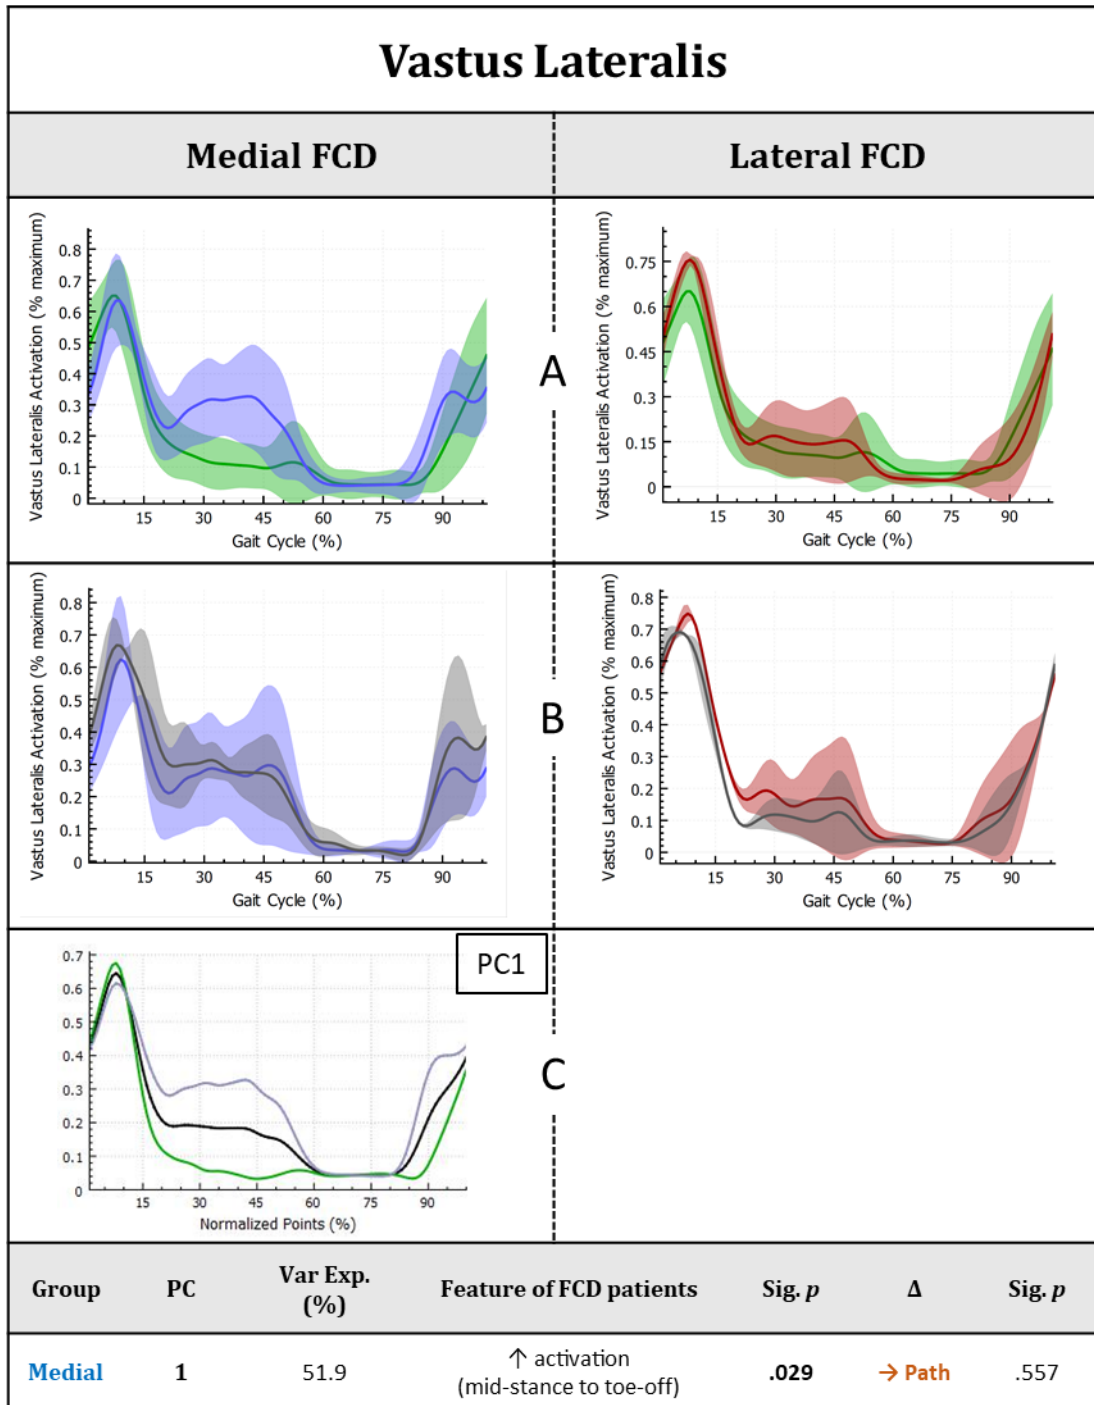 Vastus Lateralis
Medial FCD
Lateral FCD
Vastus Lateralis Activation (% maximum)
0.8
0.7
0.6
0.5
0.4
0.3
0.2
0.1
0
15 30 45 60 75 90
Gait Cycle (%)
A
Vastus Lateralis Activation (% maximum)
0.75
0.60
0.45
0.30
0.15
0
15 30 45 60 75 90
Gait Cycle (%)
Vastus Lateralis Activation (% maximum)
0.8
0.7
0.6
0.5
0.4
0.3
0.2
0.1
0
15 30 45 60 75 90
Gait Cycle (%)
B
Vastus Lateralis Activation (% maximum)
0.8
0.7
0.6
0.5
0.4
0.3
0.2
0.1
0
15 30 45 60 75 90
Gait Cycle (%)
PC1
0.7
0.6
0.5
0.4
0.3
0.2
0.1
0
15 30 45 60 75 90
Normalized Points (%)
C
Group PC Var Exp. (%) Feature of FCD patients Sig. p Δ Sig. p
Medial 1 51.9 ↑ activation (mid-stance to toe-off) .029 → Path .557